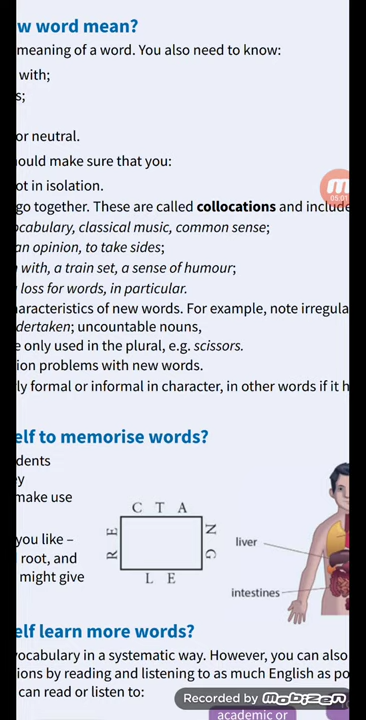 w word mean?
meaning of a word. You also need to know:
with;
s;
or neutral.
ould make sure that you:
ot in isolation.
go together. These are called collocations and include
ocabulary, classical music, common sense;
an opinion, to take sides;
with, a train set, a sense of humour;
loss for words, in particular.
aracteristics of new words. For example, note irregula
dertaken; uncountable nouns,
e only used in the plural, e.g. scissors.
ion problems with new words.
ly formal or informal in character, in other words if it h
elf to memorise words?
dents
y
make use
you like –
root, and
might give
C T A
R E
N G
L E
liver
intestines
elf learn more words?
ocabulary in a systematic way. However, you can also
ions by reading and listening to as much English as po
can read or listen to:
academic or
M
05:01
Recorded by Mobizen